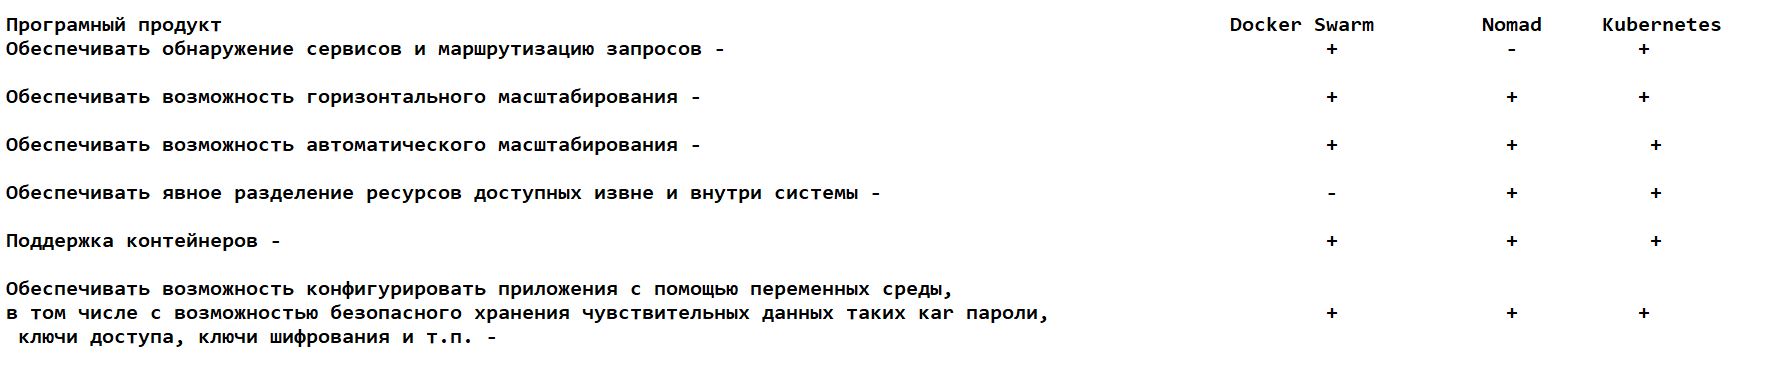 Програмный продукт Docker Swarm Nomad Kubernetes
Обеспечивать обнаружение сервисов и маршрутизацию запросов - + - +
Обеспечивать возможность горизонтального масштабирования - + + +
Обеспечивать возможность автоматического масштабирования - + + +
Обеспечивать явное разделение ресурсов доступных извне и внутри системы - - + +
Поддержка контейнеров - + + +
Обеспечивать возможность конфигурировать приложения с помощью переменных среды,
в том числе с возможностью безопасного хранения чувствительных данных таких каг пароли, + + +
ключи доступа, ключи шифрования и т.п. -